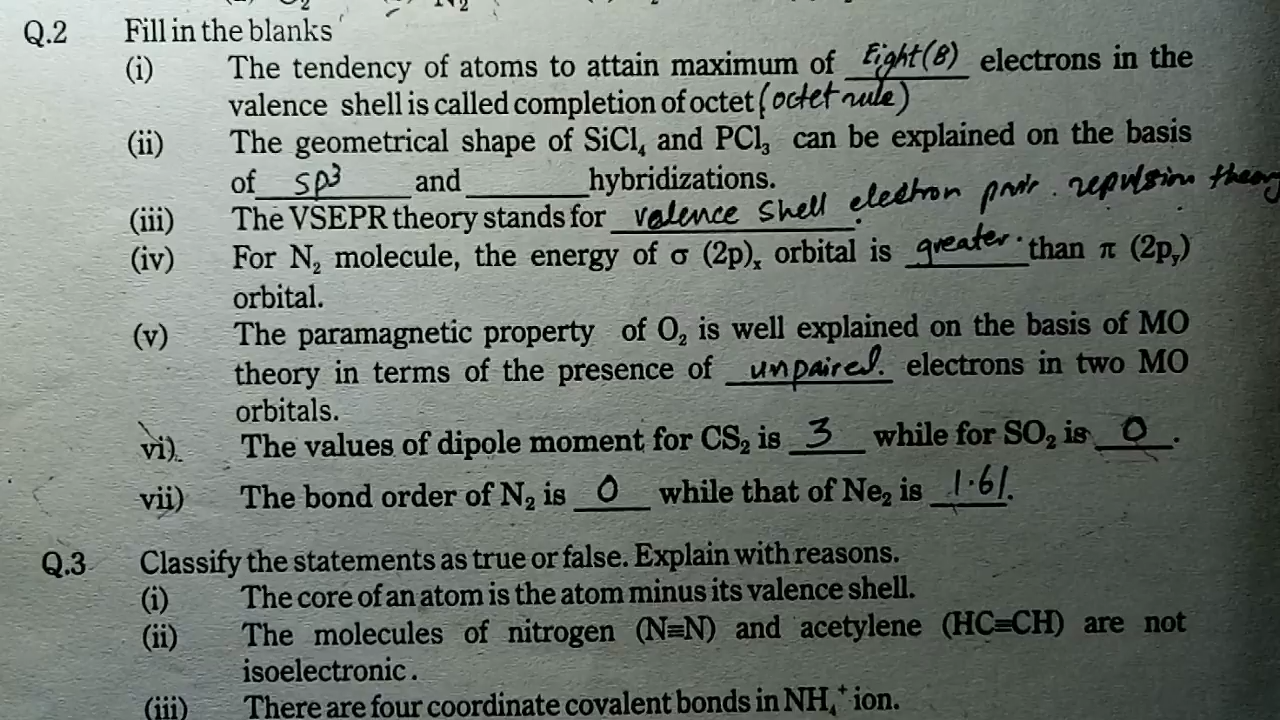 O₂ N₂
Q.2 Fill in the blanks
(i) The tendency of atoms to attain maximum of Eight(8) electrons in the
valence shell is called completion of octet (octet rule)
(ii) The geometrical shape of SiCl₄ and PCl₃ can be explained on the basis
of sp³ and ______ hybridizations.
(iii) The VSEPR theory stands for valence shell electron pair repulsion theory
(iv) For N₂ molecule, the energy of σ (2p)ₓ orbital is greater than π (2pᵧ)
orbital.
(v) The paramagnetic property of O₂ is well explained on the basis of MO
theory in terms of the presence of unpaired. electrons in two MO
orbitals.
vi). The values of dipole moment for CS₂ is 3 while for SO₂ is 0.
vii) The bond order of N₂ is 0 while that of Ne₂ is 1.61.
Q.3 Classify the statements as true or false. Explain with reasons.
(i) The core of an atom is the atom minus its valence shell.
(ii) The molecules of nitrogen (N≡N) and acetylene (HC≡CH) are not
isoelectronic.
(iii) There are four coordinate covalent bonds in NH₄⁺ ion.